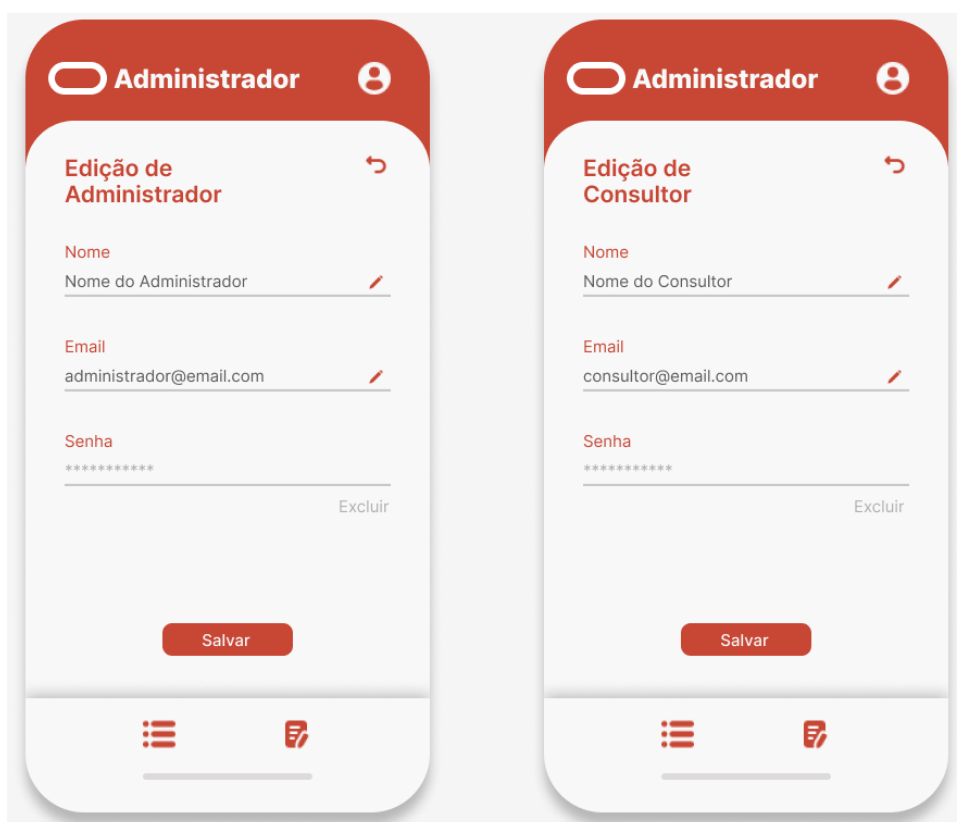 Administrador
Edição de
Administrador
Nome
Nome do Administrador
Email
administrador@email.com
Senha
***********
Excluir
Salvar
Administrador
Edição de
Consultor
Nome
Nome do Consultor
Email
consultor@email.com
Senha
***********
Excluir
Salvar